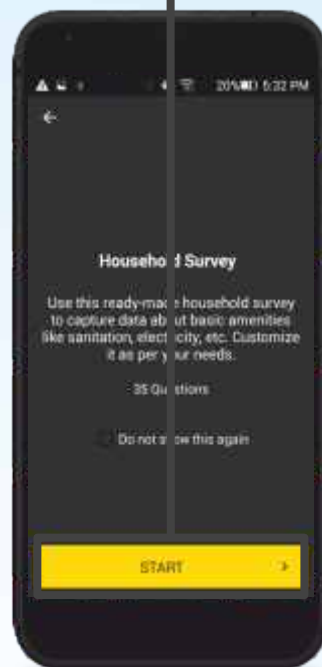 20% 5:32 PM
Household Survey
Use this ready-made household survey
to capture data about basic amenities
like sanitation, electricity, etc. Customize
it as per your needs.
35 Questions
Do not show this again
START